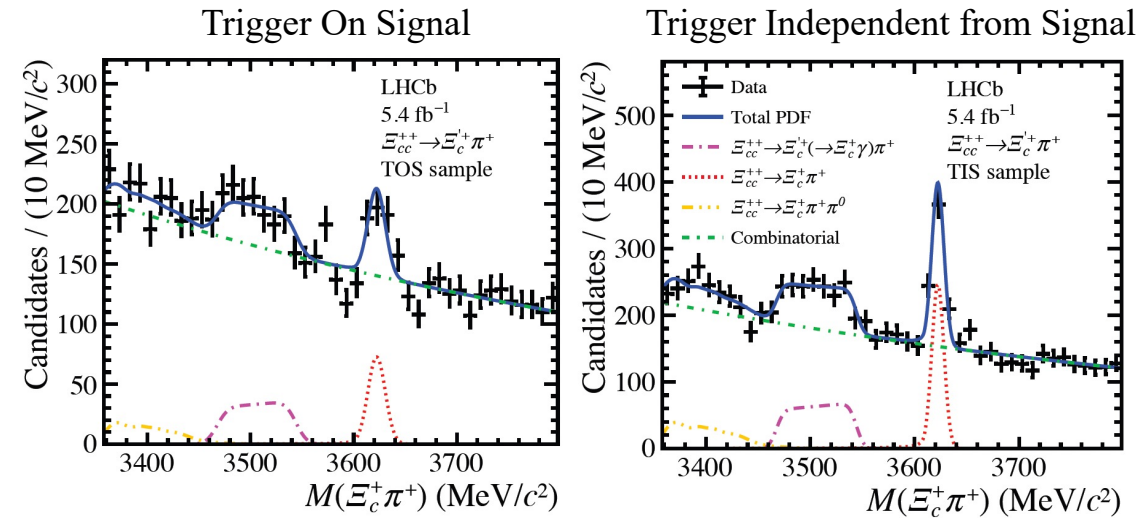 Trigger On Signal
Candidates / (10 MeV/c²)
300
250
200
150
100
50
0
LHCb
5.4 fb⁻¹
Ξcc⁺⁺→Ξc'⁺π⁺
TOS sample
3400 3500 3600 3700
M(Ξc⁺π⁺) (MeV/c²)
Trigger Independent from Signal
Candidates / (10 MeV/c²)
500
400
300
200
100
0
Data
Total PDF
Ξcc⁺⁺→Ξc'⁺(→Ξc⁺γ)π⁺
Ξcc⁺⁺→Ξc⁺π⁺
Ξcc⁺⁺→Ξc⁺π⁺π⁰
Combinatorial
LHCb
5.4 fb⁻¹
Ξcc⁺⁺→Ξc'⁺π⁺
TIS sample
3400 3500 3600 3700
M(Ξc⁺π⁺) (MeV/c²)